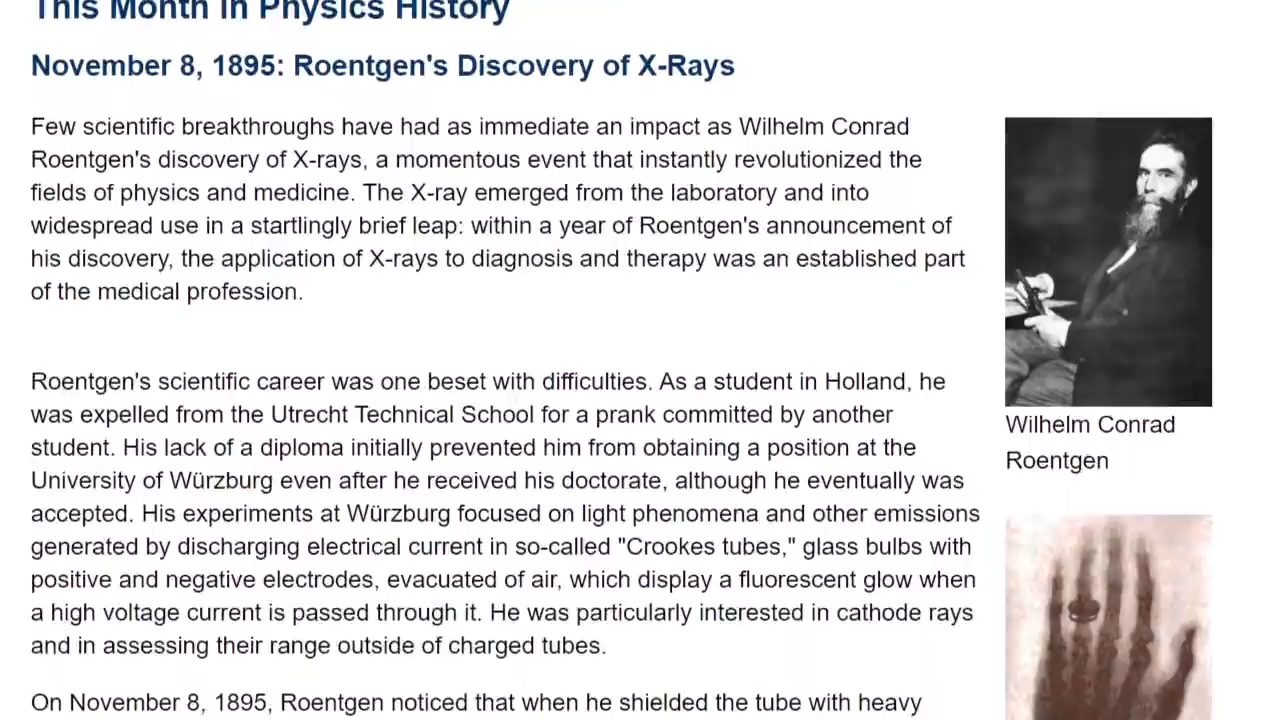 This Month in Physics History
November 8, 1895: Roentgen's Discovery of X-Rays
Few scientific breakthroughs have had as immediate an impact as Wilhelm Conrad
Roentgen's discovery of X-rays, a momentous event that instantly revolutionized the
fields of physics and medicine. The X-ray emerged from the laboratory and into
widespread use in a startlingly brief leap: within a year of Roentgen's announcement of
his discovery, the application of X-rays to diagnosis and therapy was an established part
of the medical profession.
Roentgen's scientific career was one beset with difficulties. As a student in Holland, he
was expelled from the Utrecht Technical School for a prank committed by another
student. His lack of a diploma initially prevented him from obtaining a position at the
University of Würzburg even after he received his doctorate, although he eventually was
accepted. His experiments at Würzburg focused on light phenomena and other emissions
generated by discharging electrical current in so-called "Crookes tubes," glass bulbs with
positive and negative electrodes, evacuated of air, which display a fluorescent glow when
a high voltage current is passed through it. He was particularly interested in cathode rays
and in assessing their range outside of charged tubes.
On November 8, 1895, Roentgen noticed that when he shielded the tube with heavy
Wilhelm Conrad
Roentgen